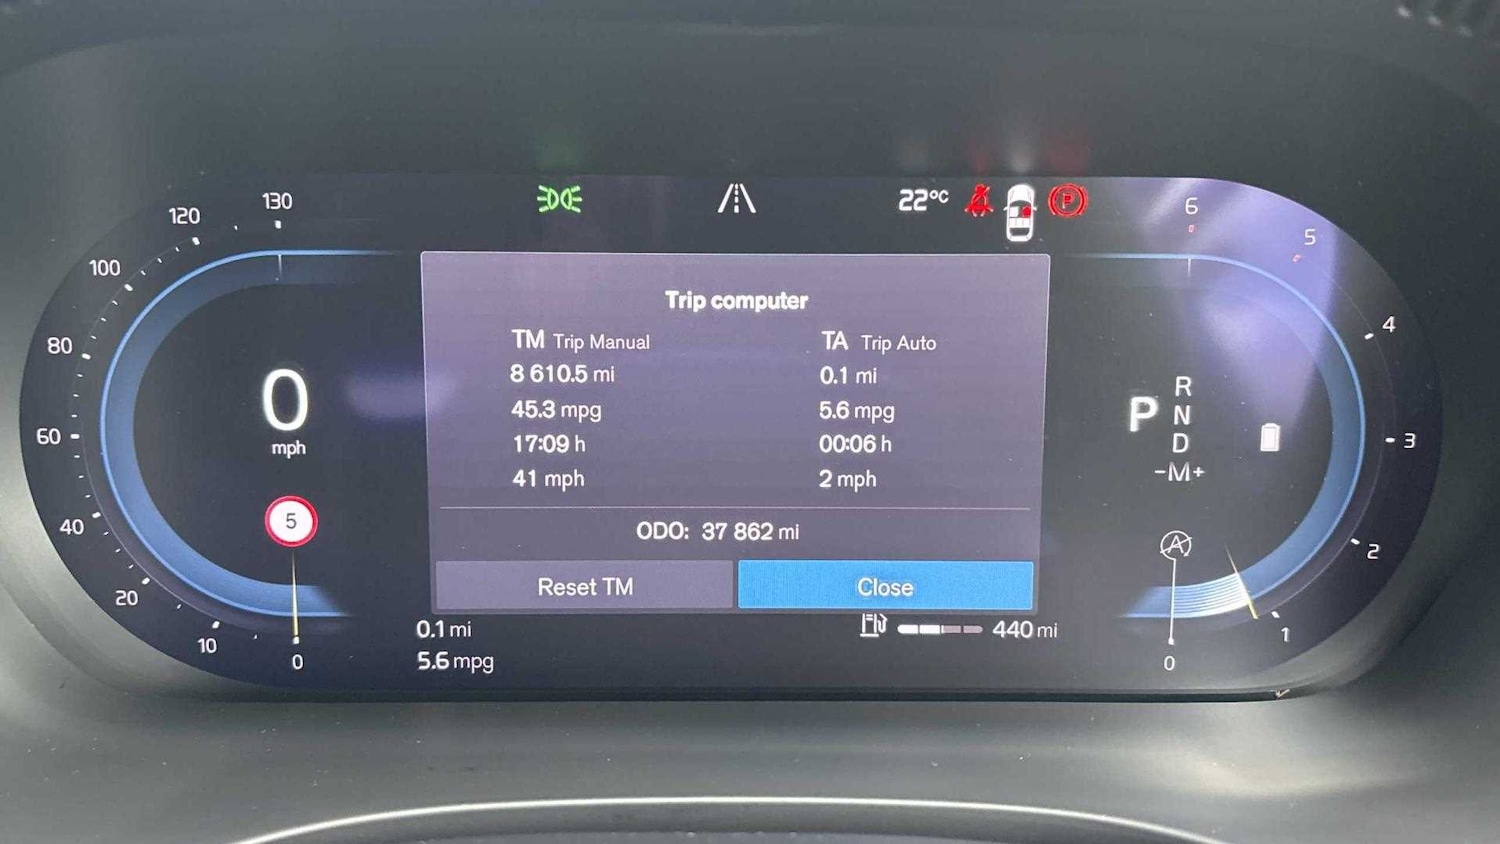 130
120
100
80
60
40
20
10
0
0
mph
5
22°C
P
Trip computer
TM Trip Manual
TA Trip Auto
8 610.5 mi
0.1 mi
45.3 mpg
5.6 mpg
17:09 h
00:06 h
41 mph
2 mph
ODO: 37 862 mi
Reset TM
Close
0.1 mi
5.6 mpg
440 mi
P
R
N
D
-M+
A
6
5
4
3
2
1
0